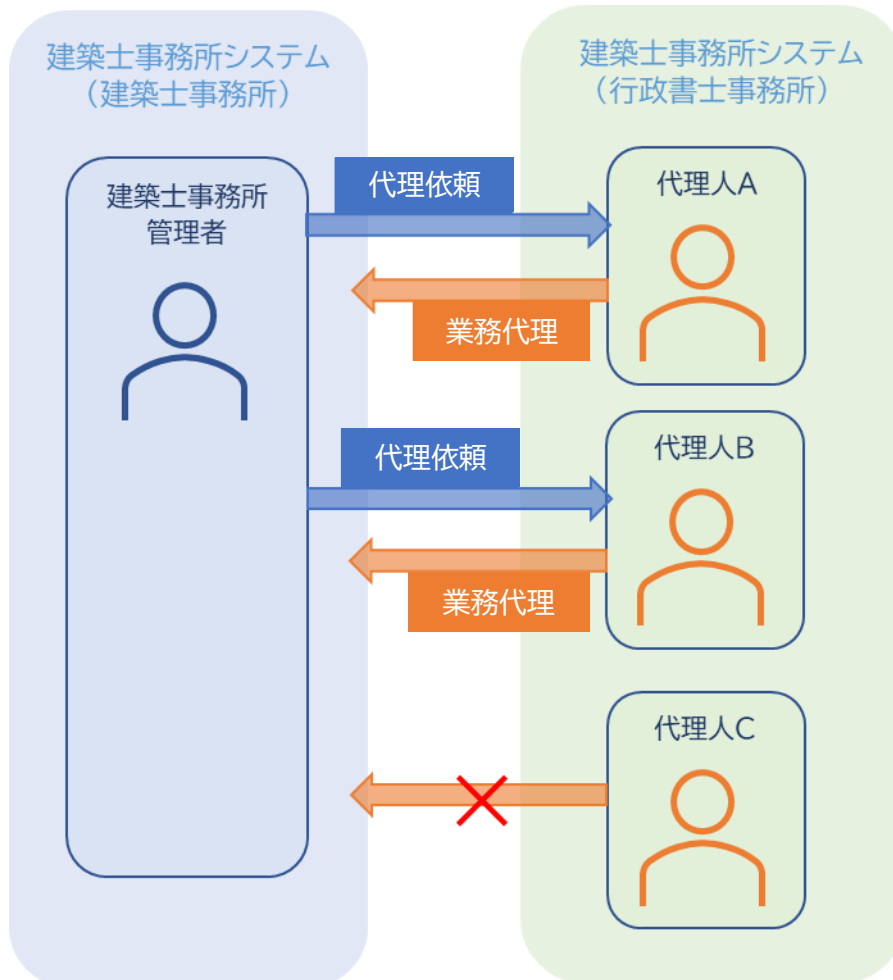 建築士事務所システム
（建築士事務所）
建築士事務所システム
（行政書士事務所）
建築士事務所
管理者
代理依頼
代理人A
業務代理
代理依頼
代理人B
業務代理
代理人C